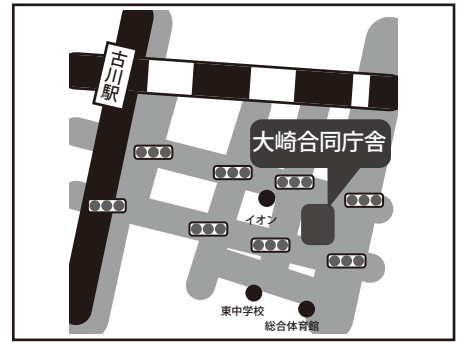 古川駅
大崎合同庁舎
イオン
東中学校
総合体育館